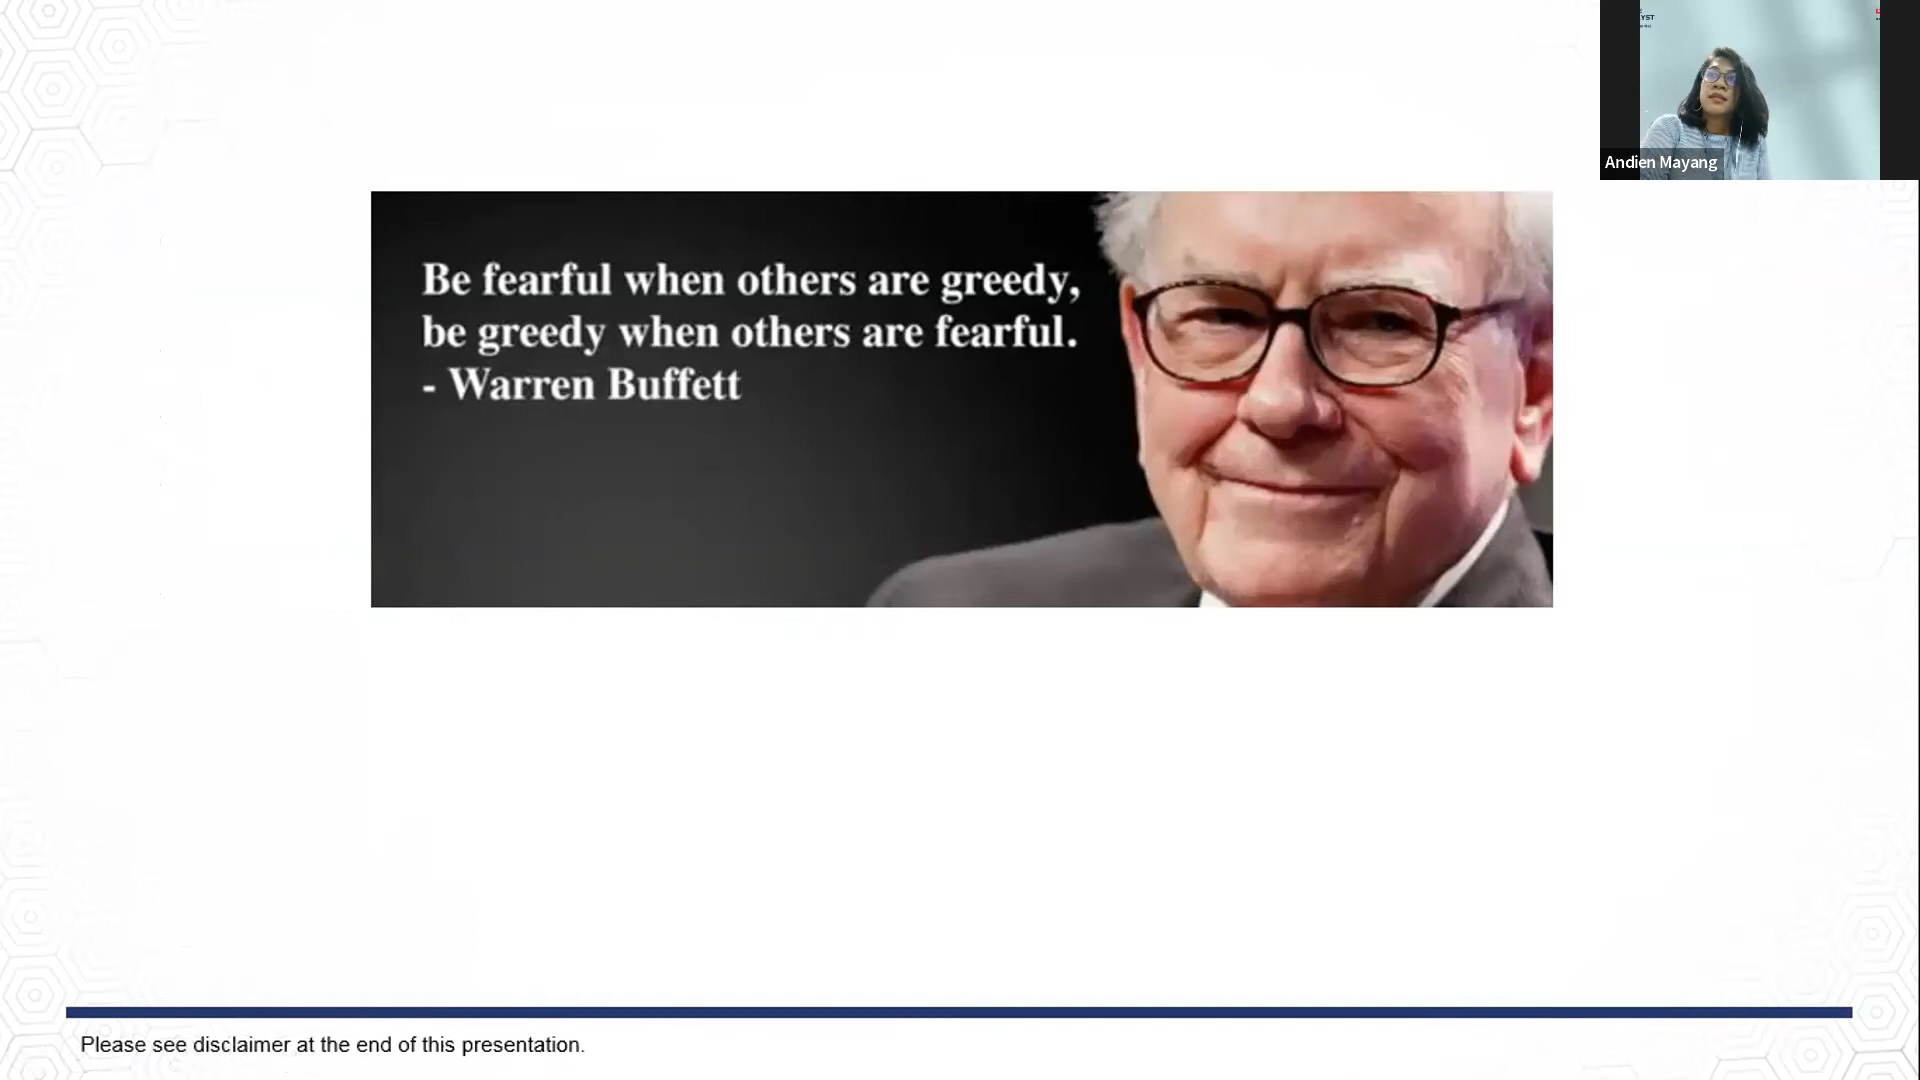 YST
Andien Mayang
Be fearful when others are greedy,
be greedy when others are fearful.
- Warren Buffett
Please see disclaimer at the end of this presentation.